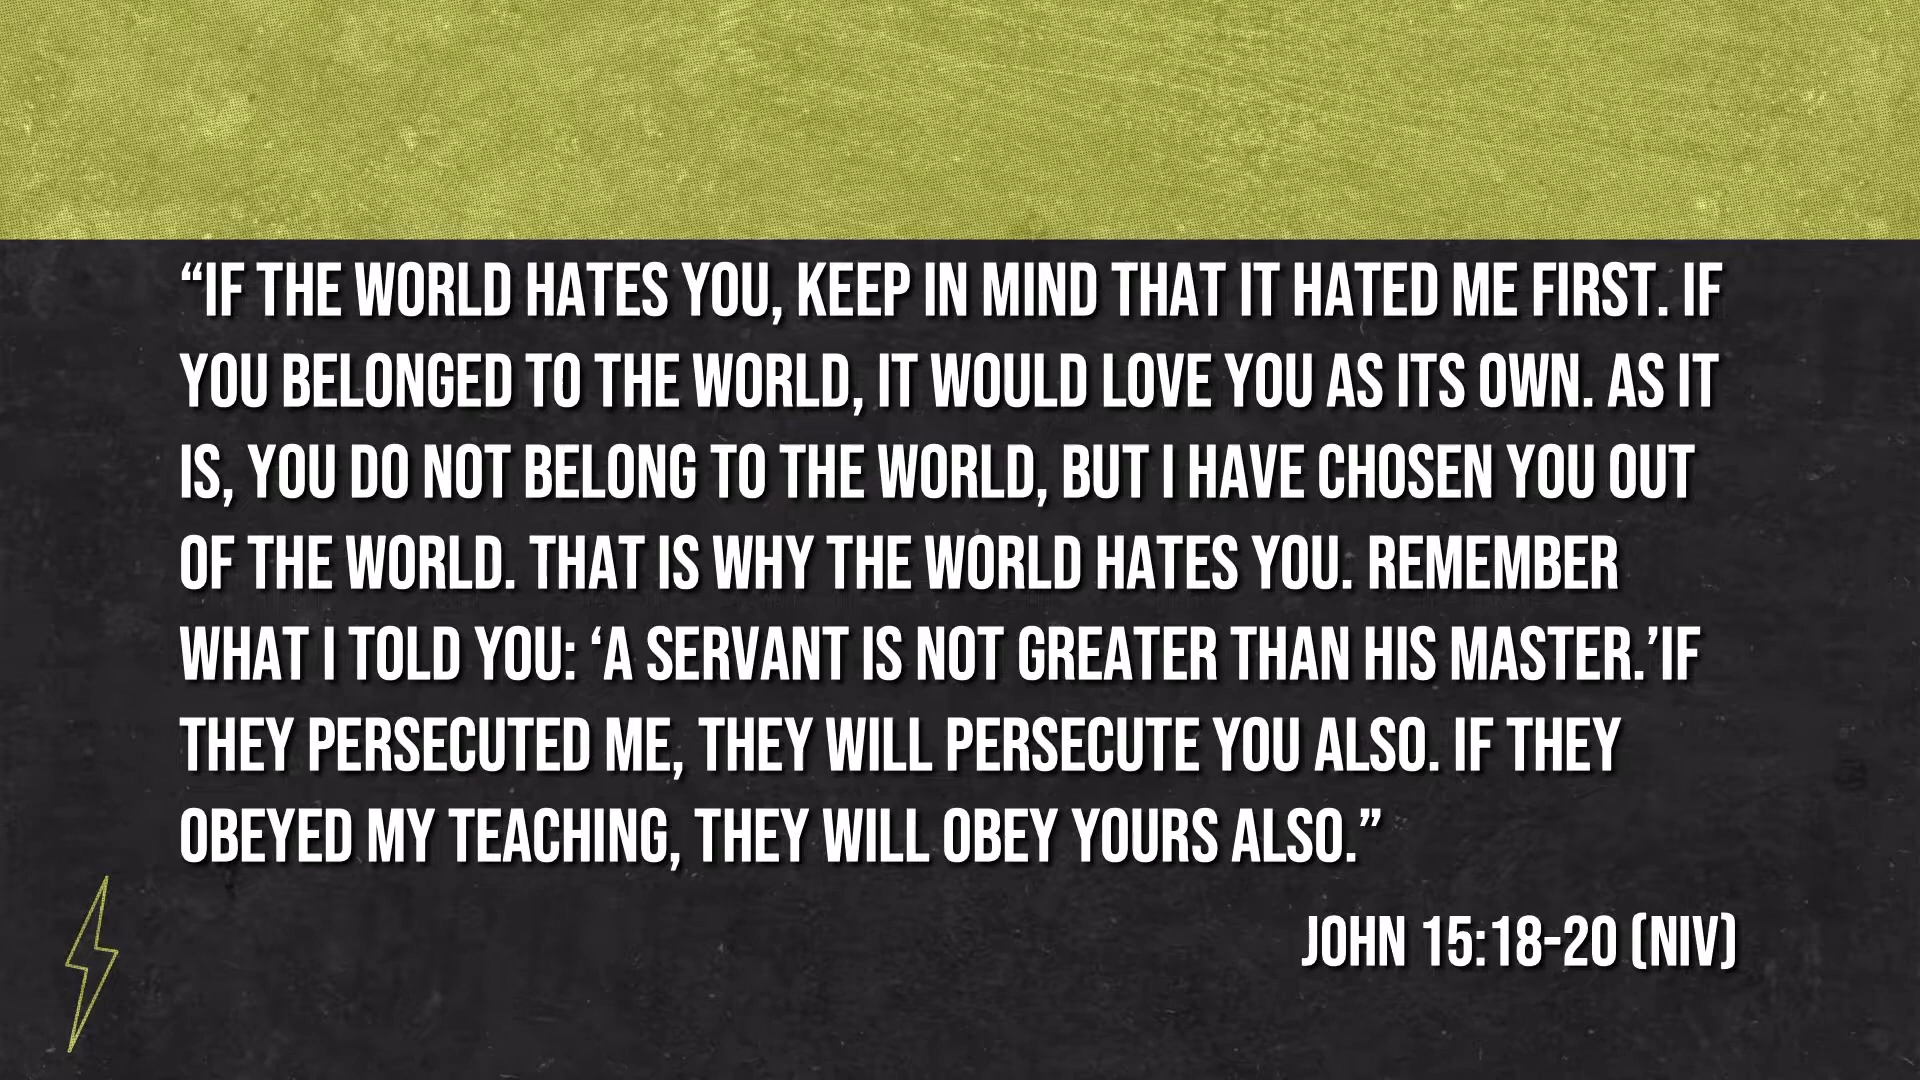 “IF THE WORLD HATES YOU, KEEP IN MIND THAT IT HATED ME FIRST. IF
YOU BELONGED TO THE WORLD, IT WOULD LOVE YOU AS ITS OWN. AS IT
IS, YOU DO NOT BELONG TO THE WORLD, BUT I HAVE CHOSEN YOU OUT
OF THE WORLD. THAT IS WHY THE WORLD HATES YOU. REMEMBER
WHAT I TOLD YOU: ‘A SERVANT IS NOT GREATER THAN HIS MASTER.’IF
THEY PERSECUTED ME, THEY WILL PERSECUTE YOU ALSO. IF THEY
OBEYED MY TEACHING, THEY WILL OBEY YOURS ALSO.”
JOHN 15:18-20 (NIV)